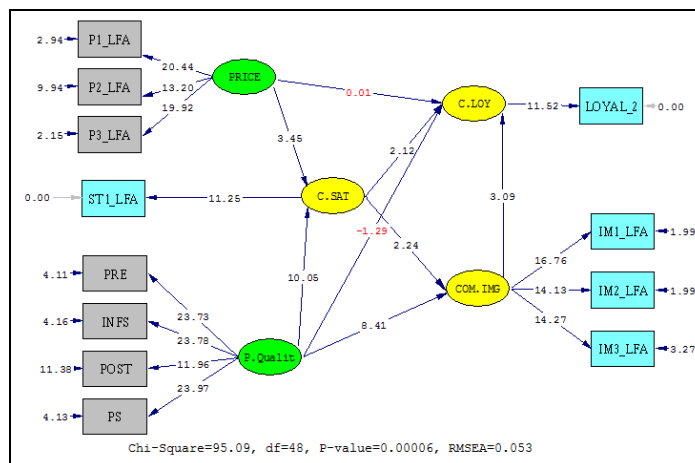 2.94 P1_LFA
20.44
9.94 P2_LFA
13.20
PRICE
19.92
2.15 P3_LFA
0.01
C.LOY
11.52
LOYAL_2
0.00
3.45
2.12
0.00
ST1_LFA
11.25
C.SAT
3.09
-1.29
2.24
IM1_LFA
1.99
16.76
4.11 PRE
10.05
COM.IMG
14.13
IM2_LFA
1.99
23.73
14.27
4.16 INFS
23.78
8.41
IM3_LFA
3.27
11.38 POST
11.96
P.Qualit
23.97
4.13 PS
Chi-Square=95.09, df=48, P-value=0.00006, RMSEA=0.053